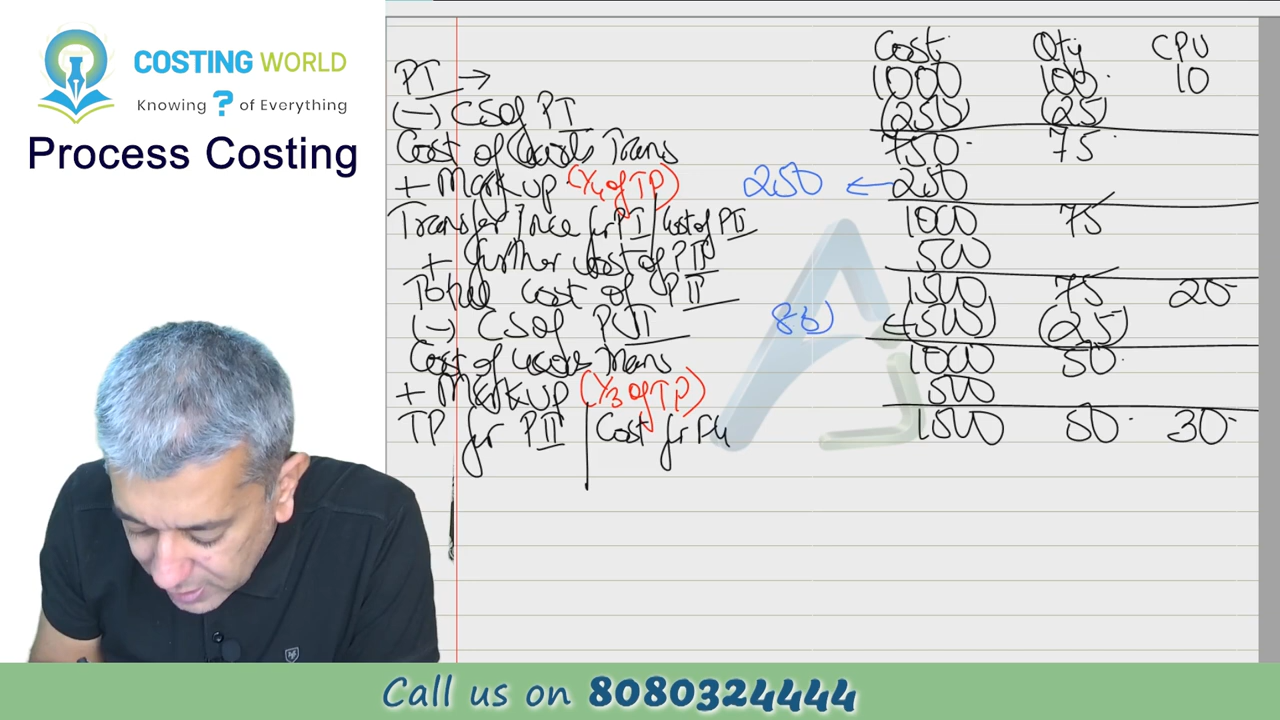 COSTING WORLD
Knowing ? of Everything
Process Costing
Cost Qty CPU
PI → 1000 100 10
(-) CS of PI (250) (25)
Cost of Goods Trans 750 75
+ Mark up (1/4 of TP) 250 ← 250
Transfer Price for PI / Cost of PII 1000 75
+ further Cost of PII 500
Total Cost of PII 1500 75 20
(-) CS of PII (500) (25)
Cost of Goods Trans 1000 50
+ Mark up (1/3 of TP) 500
TP for PII | Cost for 1500 50 30
Call us on 8080324444